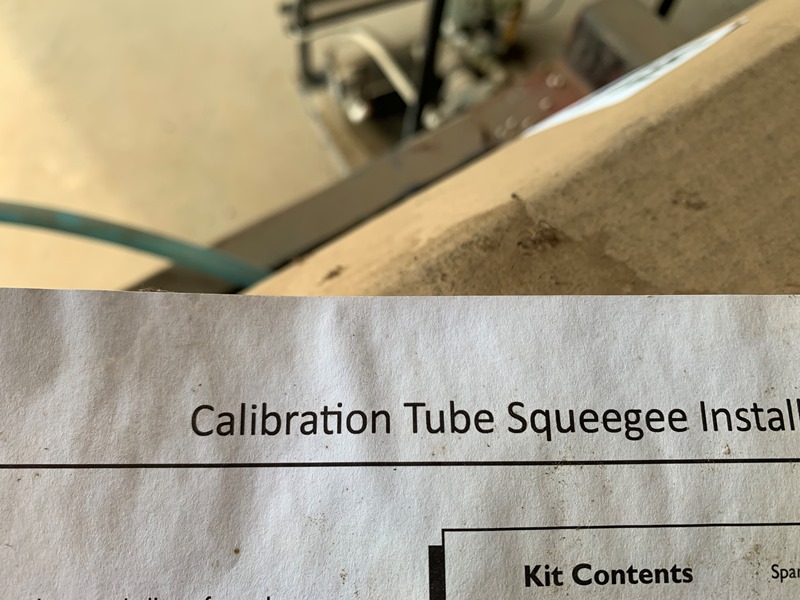 Calibration Tube Squeegee Install
Kit Contents